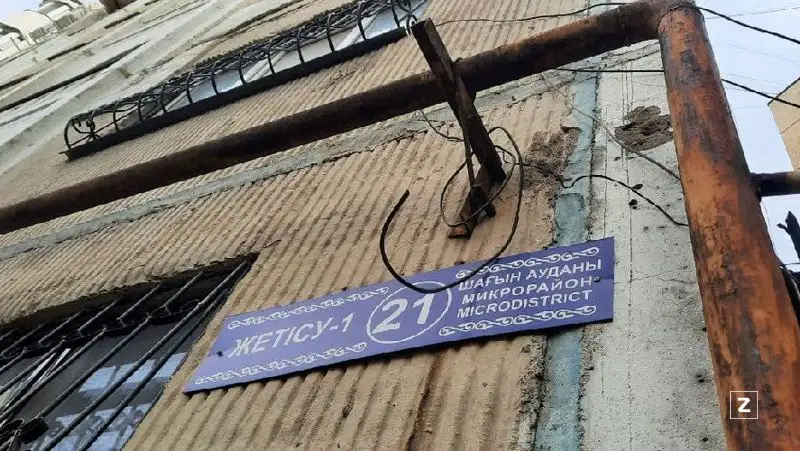 ЖЕТІСУ-1
21
ШАҒЫН АУДАНЫ
МИКРОРАЙОН
MICRODISTRICT
Z